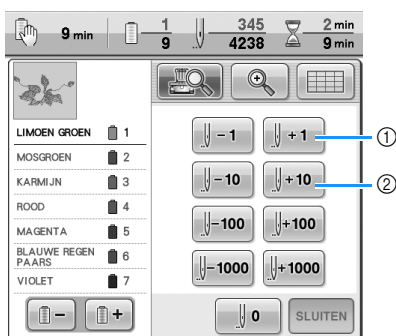 9 min
1
9
345
4238
2 min
9 min
LIMOEN GROEN 1
MOSGROEN 2
KARMIJN 3
ROOD 4
MAGENTA 5
BLAUWE REGEN
PAARS 6
VIOLET 7
−1 +1 ①
−10 +10 ②
−100 +100
−1000 +1000
− +
0 SLUITEN